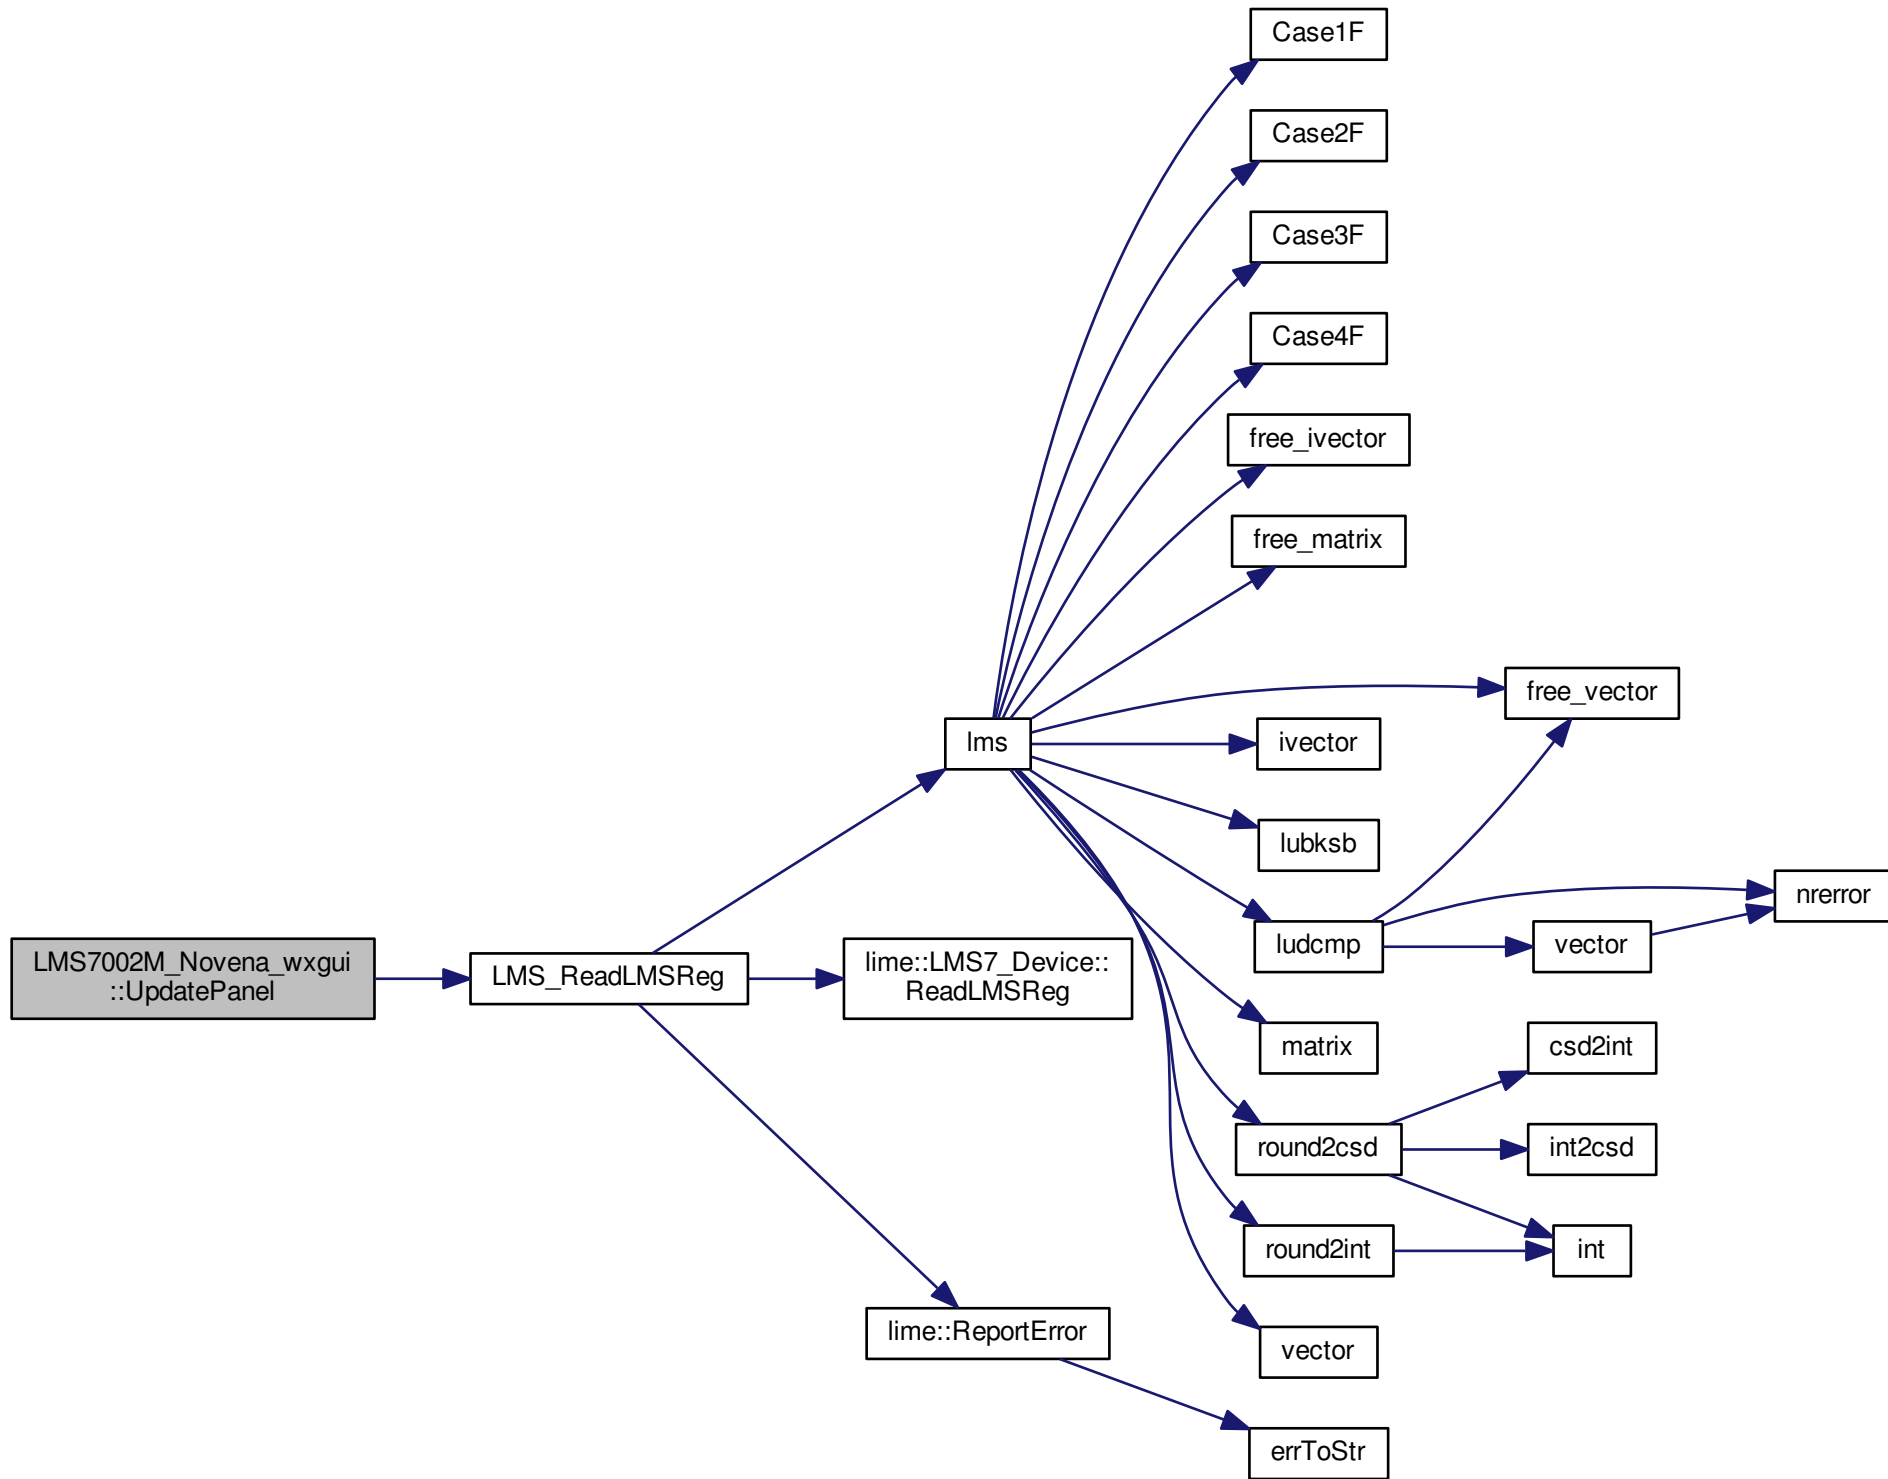 Case1F
Case2F
Case3F
Case4F
free_ivector
free_matrix
free_vector
lms
ivector
lubksb
nrerror
ludcmp
vector
LMS7002M_Novena_wxgui
::UpdatePanel
LMS_ReadLMSReg
lime::LMS7_Device::
ReadLMSReg
matrix
csd2int
round2csd
int2csd
round2int
int
lime::ReportError
vector
errToStr